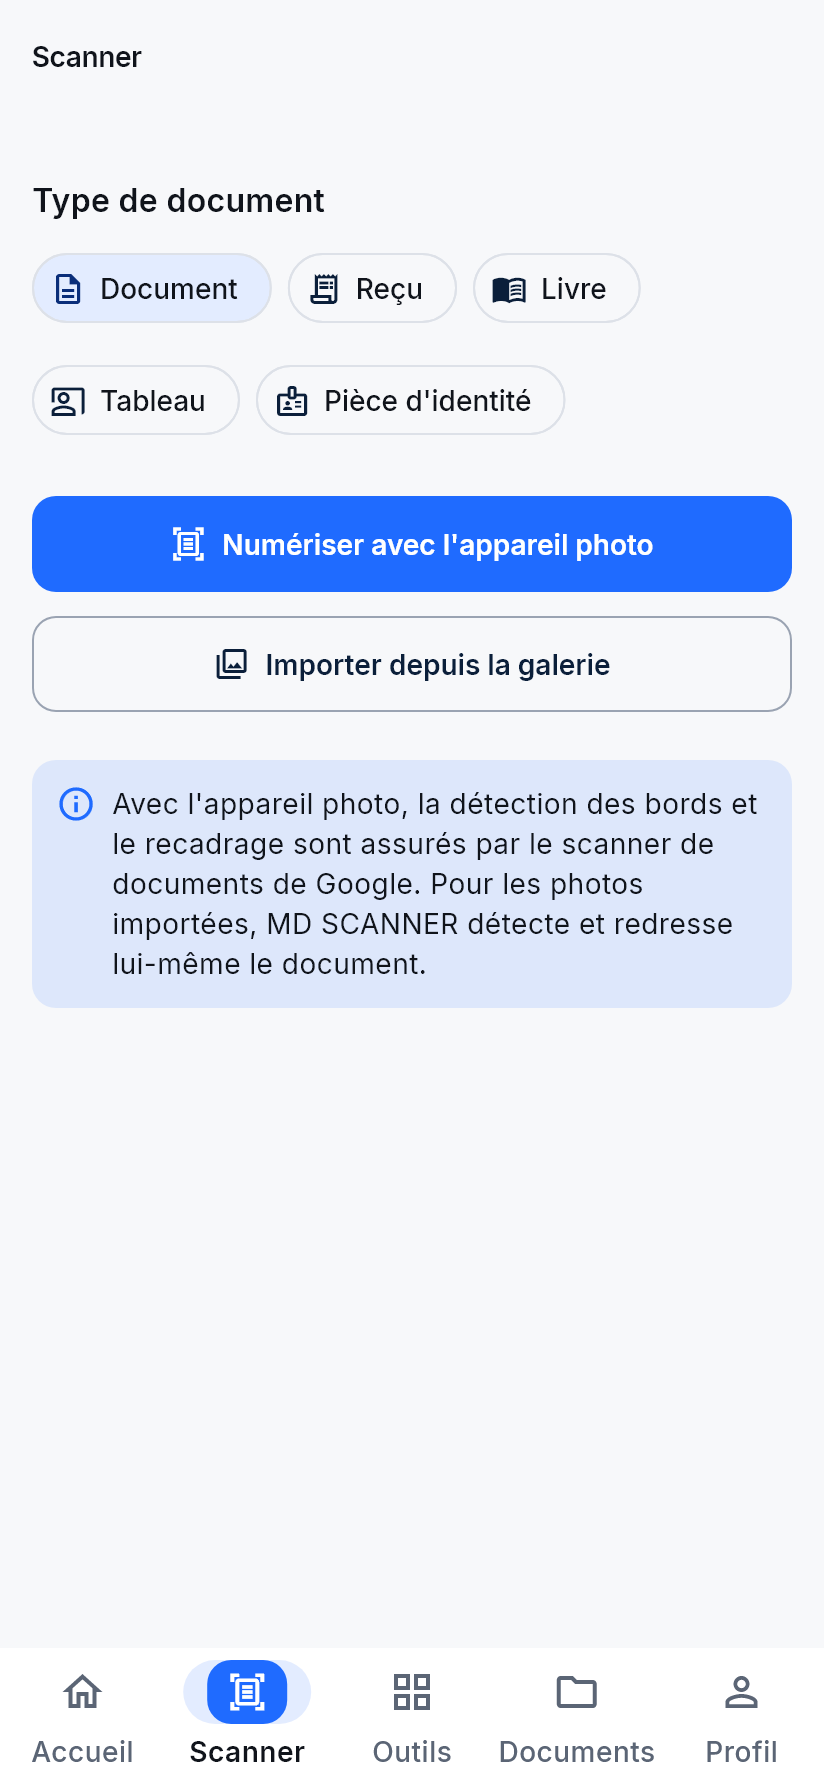 Scanner
Type de document
Document
Reçu
Livre
Tableau
Pièce d'identité
Numériser avec l'appareil photo
Importer depuis la galerie
Avec l'appareil photo, la détection des bords et
le recadrage sont assurés par le scanner de
documents de Google. Pour les photos
importées, MD SCANNER détecte et redresse
lui-même le document.
Accueil
Scanner
Outils
Documents
Profil